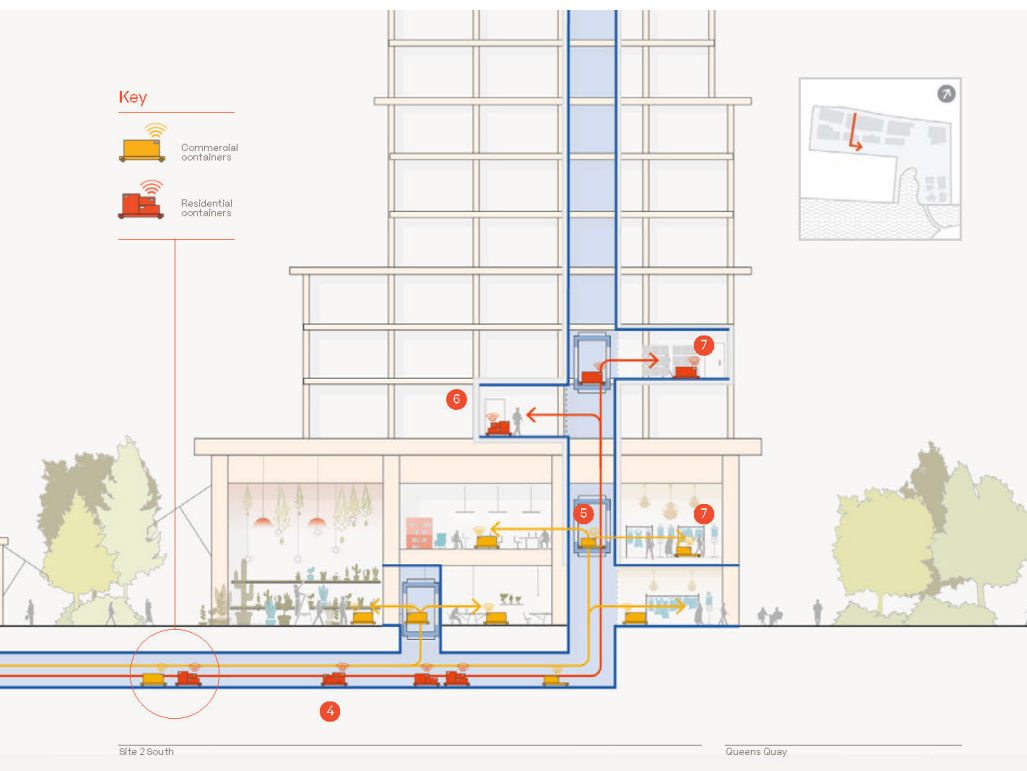 Key
Commercial
containers
Residential
containers
7
6
5
7
4
Site 2 South
Queens Quay